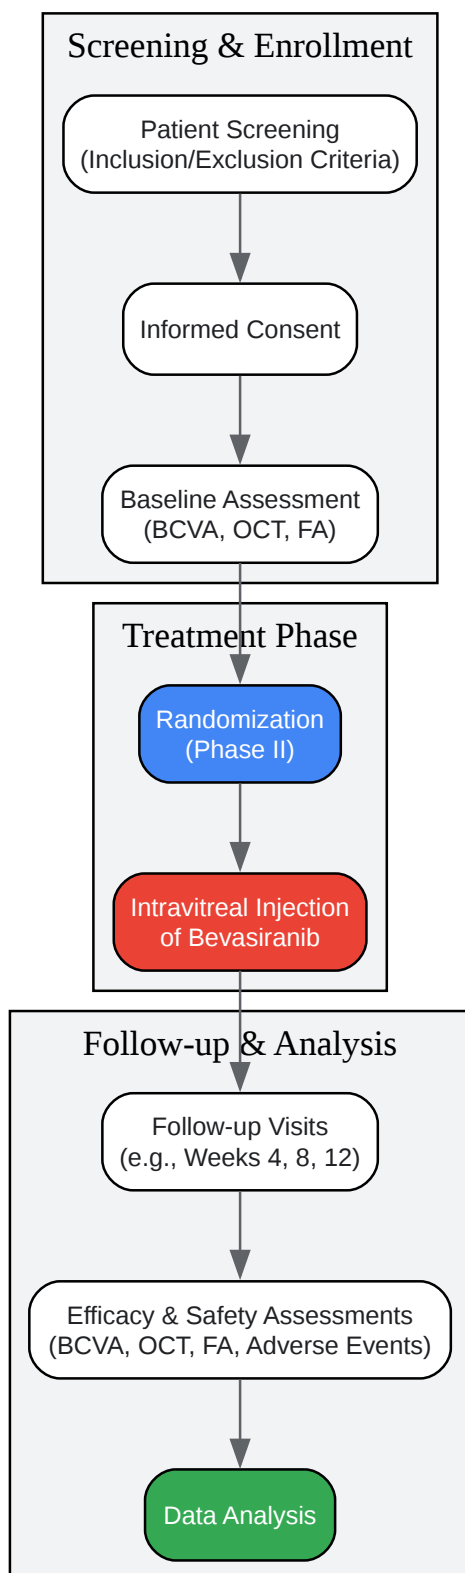 Screening & Enrollment
Patient Screening
(Inclusion/Exclusion Criteria)
Informed Consent
Baseline Assessment
(BCVA, OCT, FA)
Treatment Phase
Randomization
(Phase II)
Intravitreal Injection
of Bevasiranib
Follow-up & Analysis
Follow-up Visits
(e.g., Weeks 4, 8, 12)
Efficacy & Safety Assessments
(BCVA, OCT, FA, Adverse Events)
Data Analysis